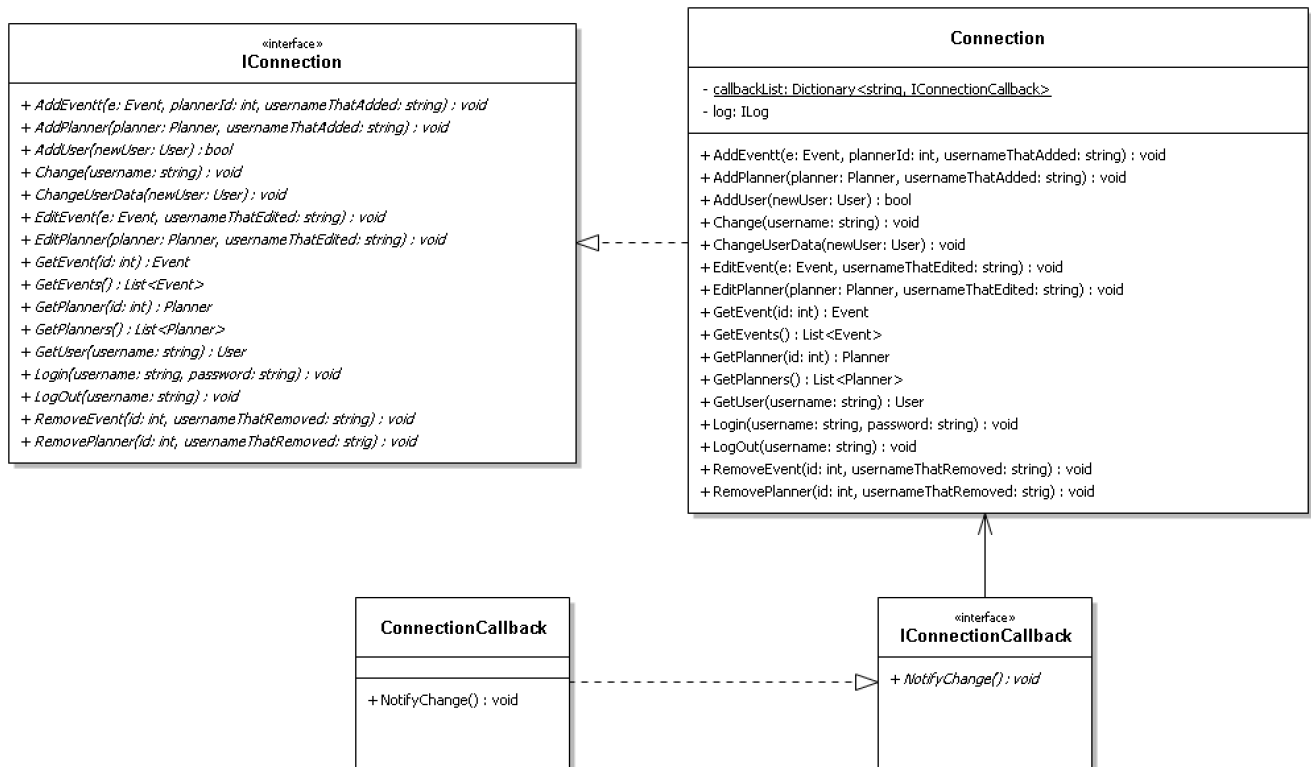 «interface»
IConnection
+ AddEventt(e: Event, plannerId: int, usernameThatAdded: string) : void
+ AddPlanner(planner: Planner, usernameThatAdded: string) : void
+ AddUser(newUser: User) : bool
+ Change(username: string) : void
+ ChangeUserData(newUser: User) : void
+ EditEvent(e: Event, usernameThatEdited: string) : void
+ EditPlanner(planner: Planner, usernameThatEdited: string) : void
+ GetEvent(id: int) : Event
+ GetEvents() : List<Event>
+ GetPlanner(id: int) : Planner
+ GetPlanners() : List<Planner>
+ GetUser(username: string) : User
+ Login(username: string, password: string) : void
+ LogOut(username: string) : void
+ RemoveEvent(id: int, usernameThatRemoved: string) : void
+ RemovePlanner(id: int, usernameThatRemoved: strig) : void
Connection
- callbackList: Dictionary<string, IConnectionCallback>
- log: ILog
+ AddEventt(e: Event, plannerId: int, usernameThatAdded: string) : void
+ AddPlanner(planner: Planner, usernameThatAdded: string) : void
+ AddUser(newUser: User) : bool
+ Change(username: string) : void
+ ChangeUserData(newUser: User) : void
+ EditEvent(e: Event, usernameThatEdited: string) : void
+ EditPlanner(planner: Planner, usernameThatEdited: string) : void
+ GetEvent(id: int) : Event
+ GetEvents() : List<Event>
+ GetPlanner(id: int) : Planner
+ GetPlanners() : List<Planner>
+ GetUser(username: string) : User
+ Login(username: string, password: string) : void
+ LogOut(username: string) : void
+ RemoveEvent(id: int, usernameThatRemoved: string) : void
+ RemovePlanner(id: int, usernameThatRemoved: strig) : void
ConnectionCallback
+ NotifyChange() : void
«interface»
IConnectionCallback
+ NotifyChange() : void